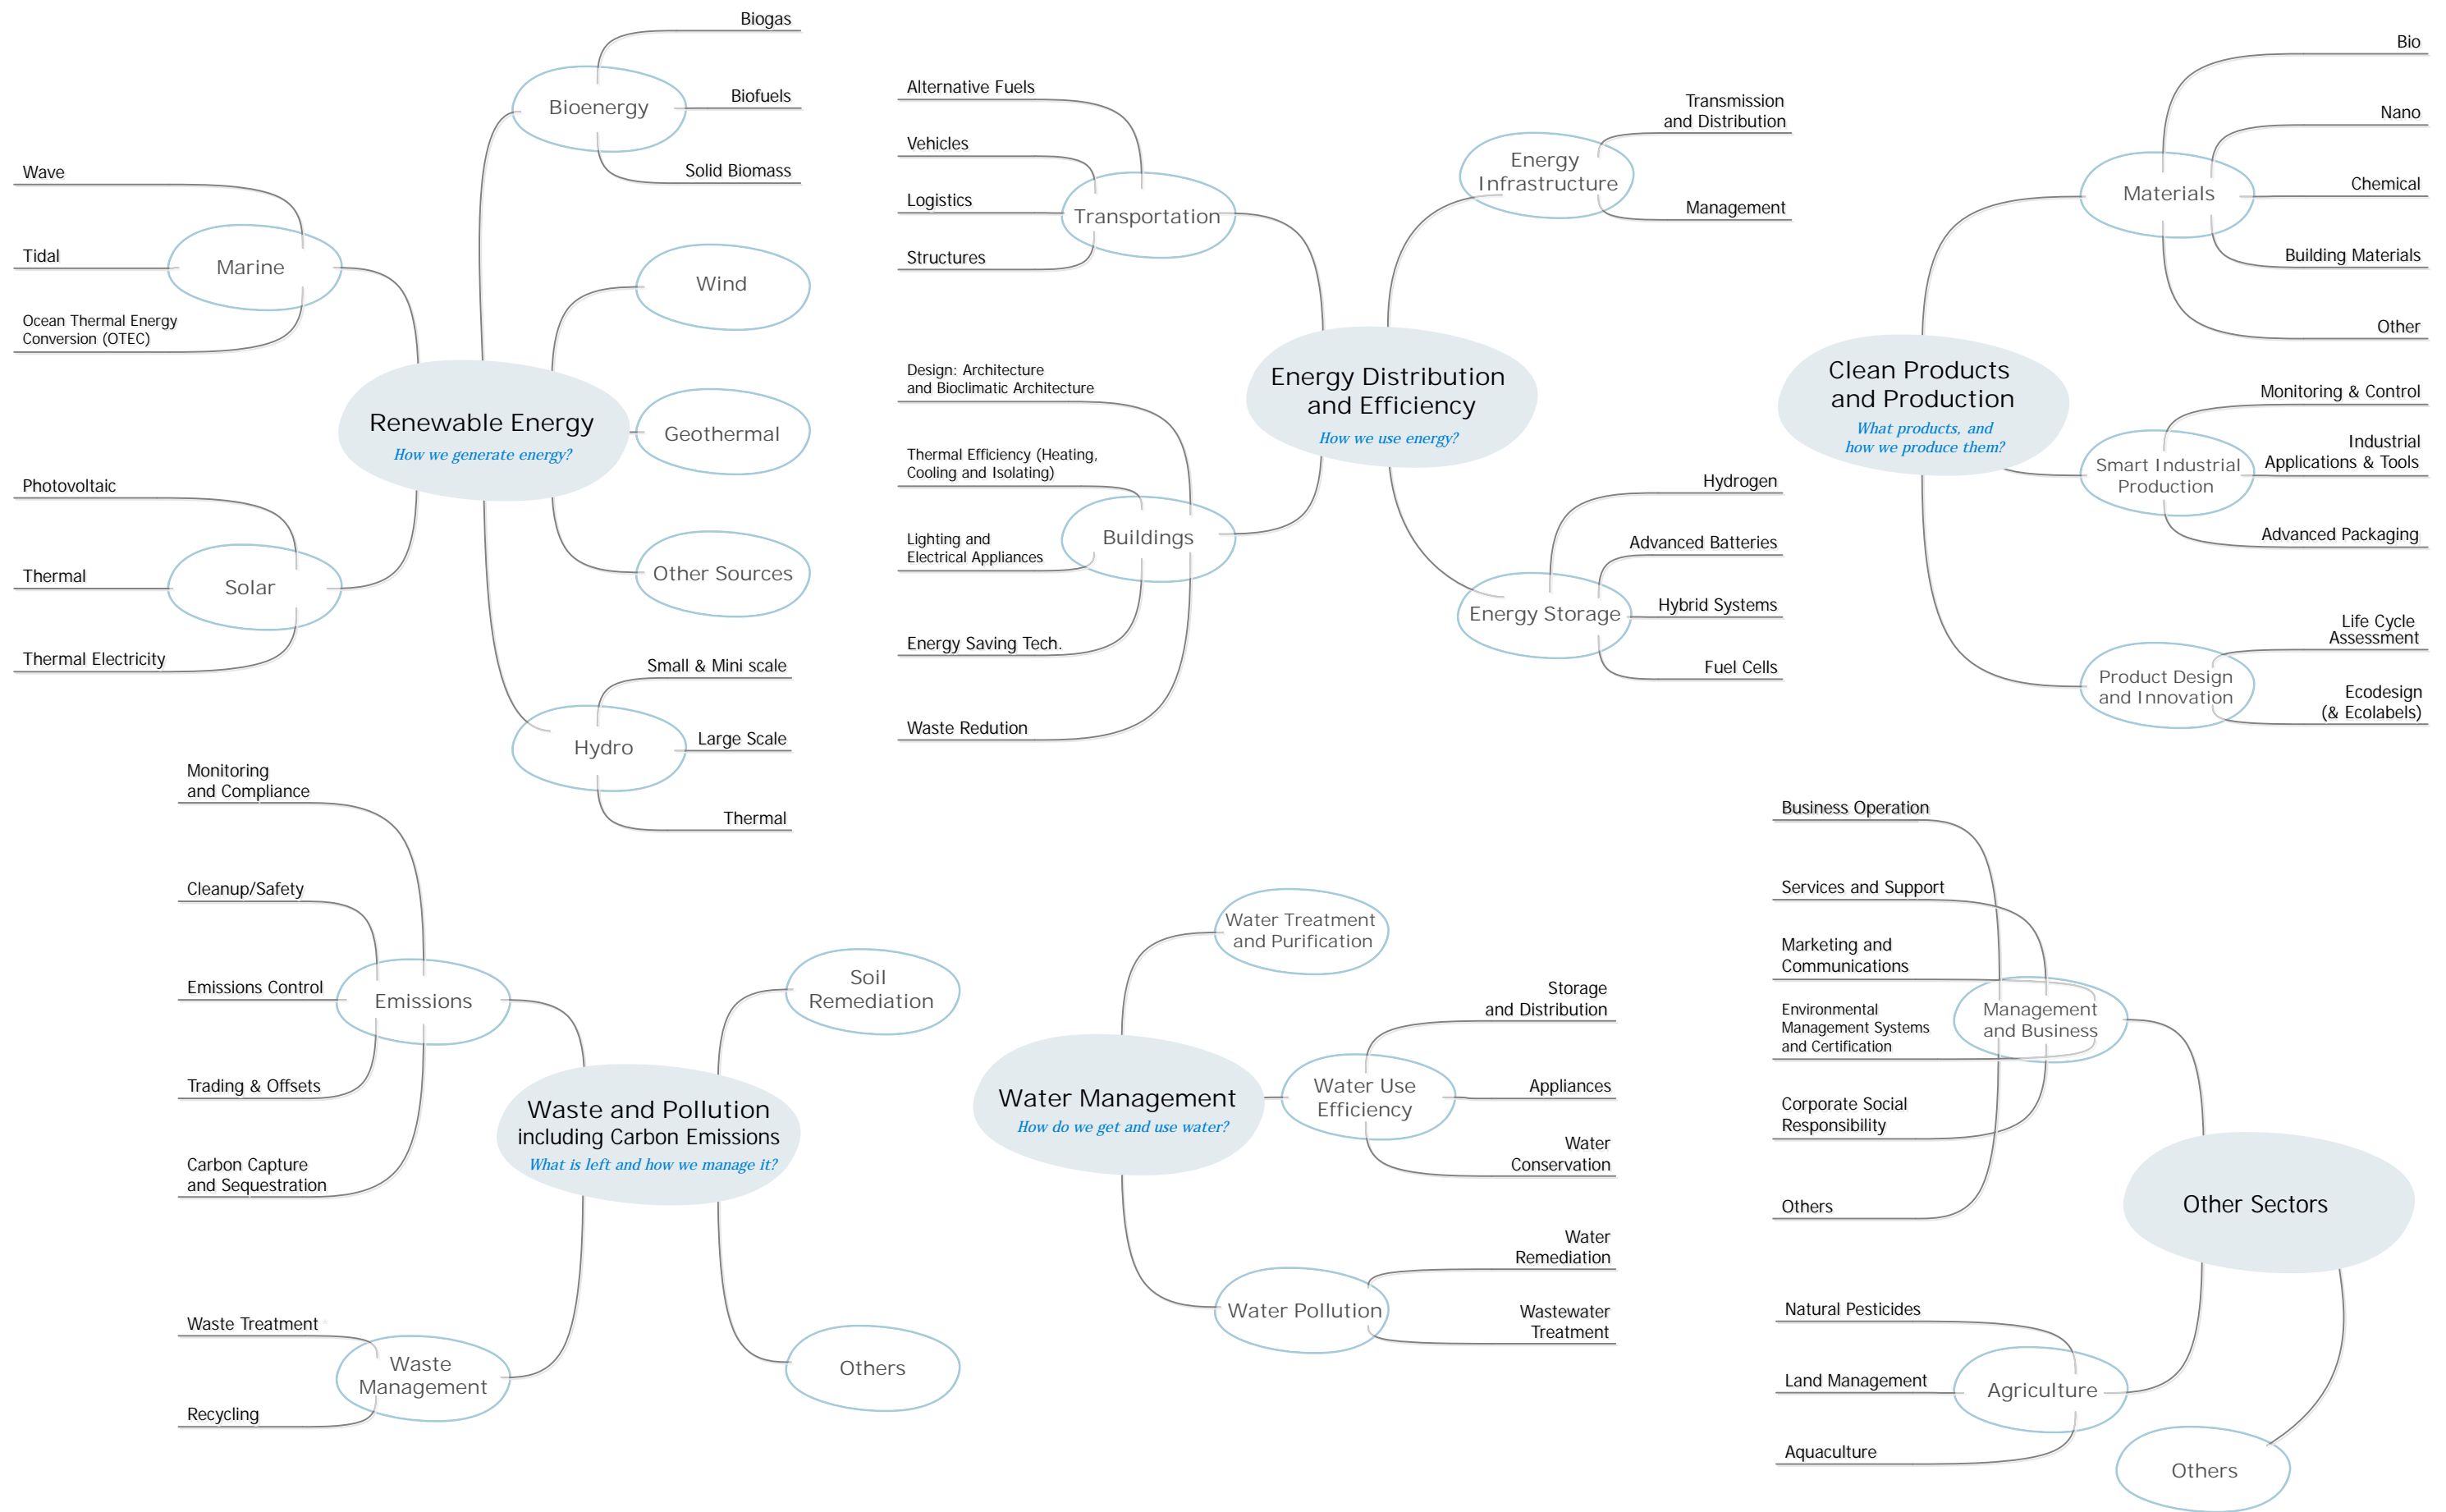 Biogas
Bioenergy
Biofuels
Solid Biomass
Wave
Marine
Tidal
Ocean Thermal Energy
Conversion (OTEC)
Wind
Renewable Energy
How we generate energy?
Geothermal
Photovoltaic
Solar
Thermal
Thermal Electricity
Other Sources
Small & Mini scale
Hydro
Large Scale
Thermal
Alternative Fuels
Vehicles
Logistics
Transportation
Structures
Transmission
and Distribution
Energy
Infrastructure
Management
Energy Distribution
and Efficiency
How we use energy?
Design: Architecture
and Bioclimatic Architecture
Thermal Efficiency (Heating,
Cooling and Isolating)
Buildings
Lighting and
Electrical Appliances
Energy Saving Tech.
Waste Redution
Hydrogen
Advanced Batteries
Hybrid Systems
Energy Storage
Fuel Cells
Bio
Nano
Materials
Chemical
Building Materials
Other
Clean Products
and Production
What products, and
how we produce them?
Monitoring & Control
Industrial
Applications & Tools
Smart Industrial
Production
Advanced Packaging
Life Cycle
Assessment
Product Design
and Innovation
Ecodesign
(& Ecolabels)
Monitoring
and Compliance
Cleanup/Safety
Emissions Control
Emissions
Trading & Offsets
Carbon Capture
and Sequestration
Soil
Remediation
Waste and Pollution
including Carbon Emissions
What is left and how we manage it?
Waste Treatment
Waste
Management
Recycling
Others
Water Treatment
and Purification
Storage
and Distribution
Water Management
How do we get and use water?
Water Use
Efficiency
Appliances
Water
Conservation
Water
Remediation
Water Pollution
Wastewater
Treatment
Business Operation
Services and Support
Marketing and
Communications
Management
and Business
Environmental
Management Systems
and Certification
Corporate Social
Responsibility
Others
Other Sectors
Natural Pesticides
Land Management
Agriculture
Aquaculture
Others